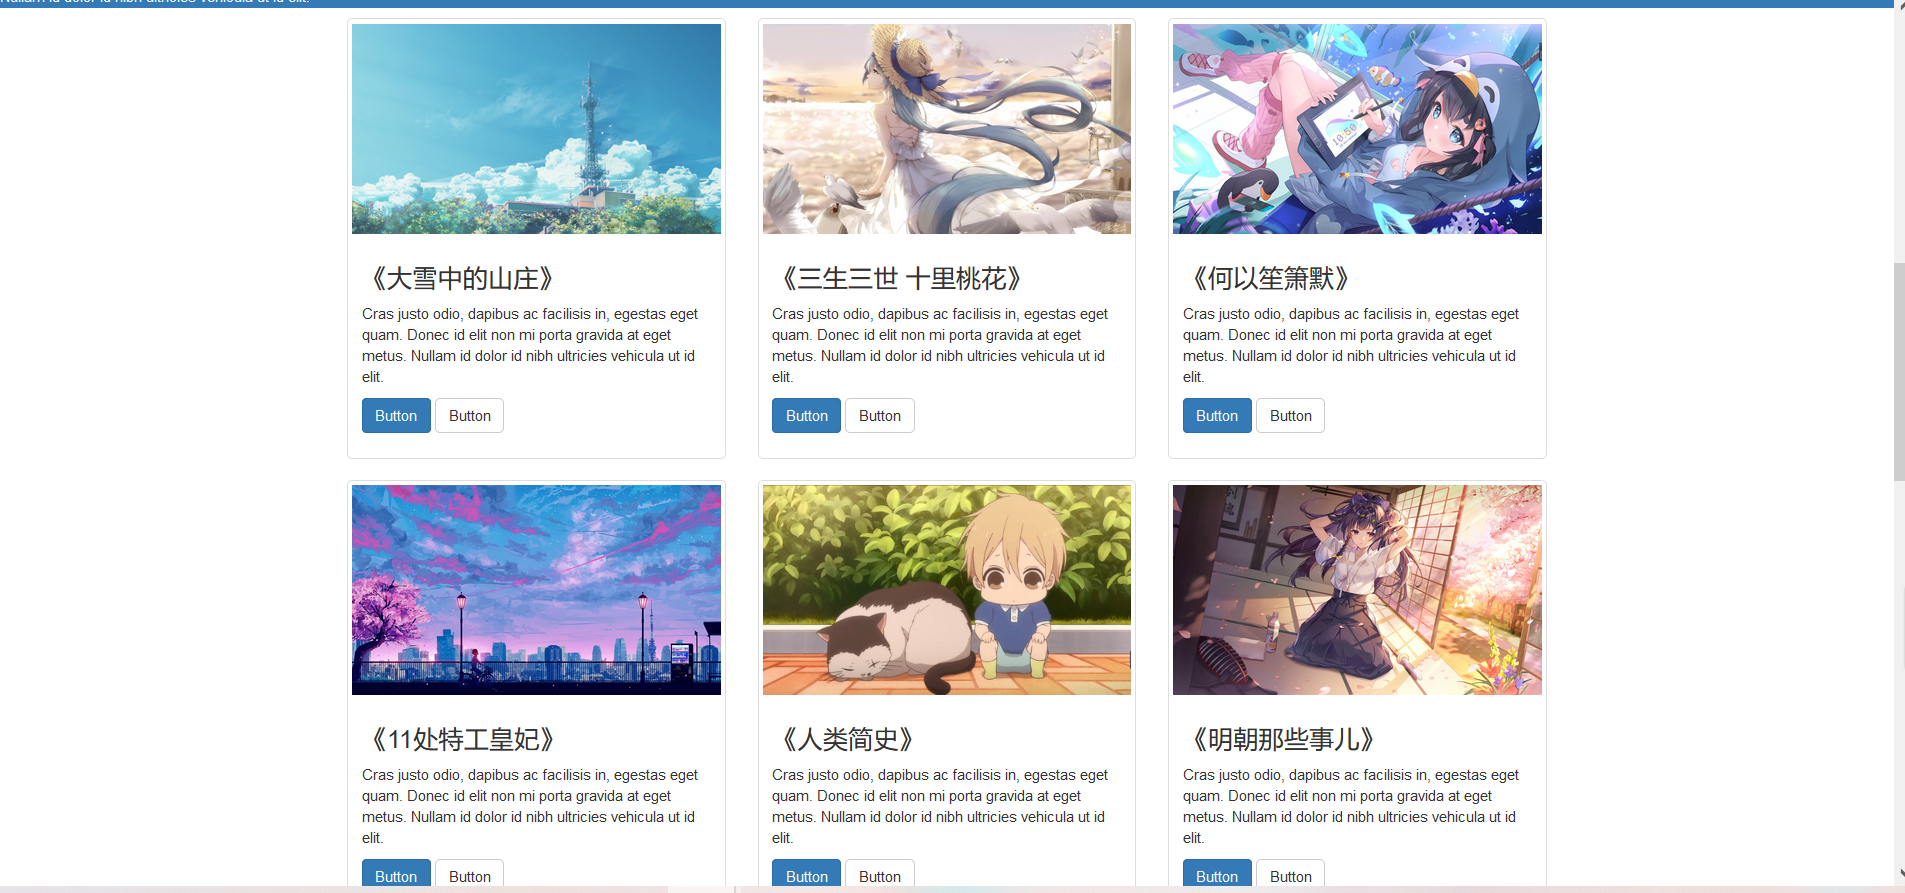 Nullam id dolor id nibh ultricies vehicula ut id elit.
《大雪中的山庄》
Cras justo odio, dapibus ac facilisis in, egestas eget
quam. Donec id elit non mi porta gravida at eget
metus. Nullam id dolor id nibh ultricies vehicula ut id
elit.
Button Button
《三生三世 十里桃花》
Cras justo odio, dapibus ac facilisis in, egestas eget
quam. Donec id elit non mi porta gravida at eget
metus. Nullam id dolor id nibh ultricies vehicula ut id
elit.
Button Button
10:50
《何以笙箫默》
Cras justo odio, dapibus ac facilisis in, egestas eget
quam. Donec id elit non mi porta gravida at eget
metus. Nullam id dolor id nibh ultricies vehicula ut id
elit.
Button Button
《11处特工皇妃》
Cras justo odio, dapibus ac facilisis in, egestas eget
quam. Donec id elit non mi porta gravida at eget
metus. Nullam id dolor id nibh ultricies vehicula ut id
elit.
Button Button
《人类简史》
Cras justo odio, dapibus ac facilisis in, egestas eget
quam. Donec id elit non mi porta gravida at eget
metus. Nullam id dolor id nibh ultricies vehicula ut id
elit.
Button Button
《明朝那些事儿》
Cras justo odio, dapibus ac facilisis in, egestas eget
quam. Donec id elit non mi porta gravida at eget
metus. Nullam id dolor id nibh ultricies vehicula ut id
elit.
Button Button